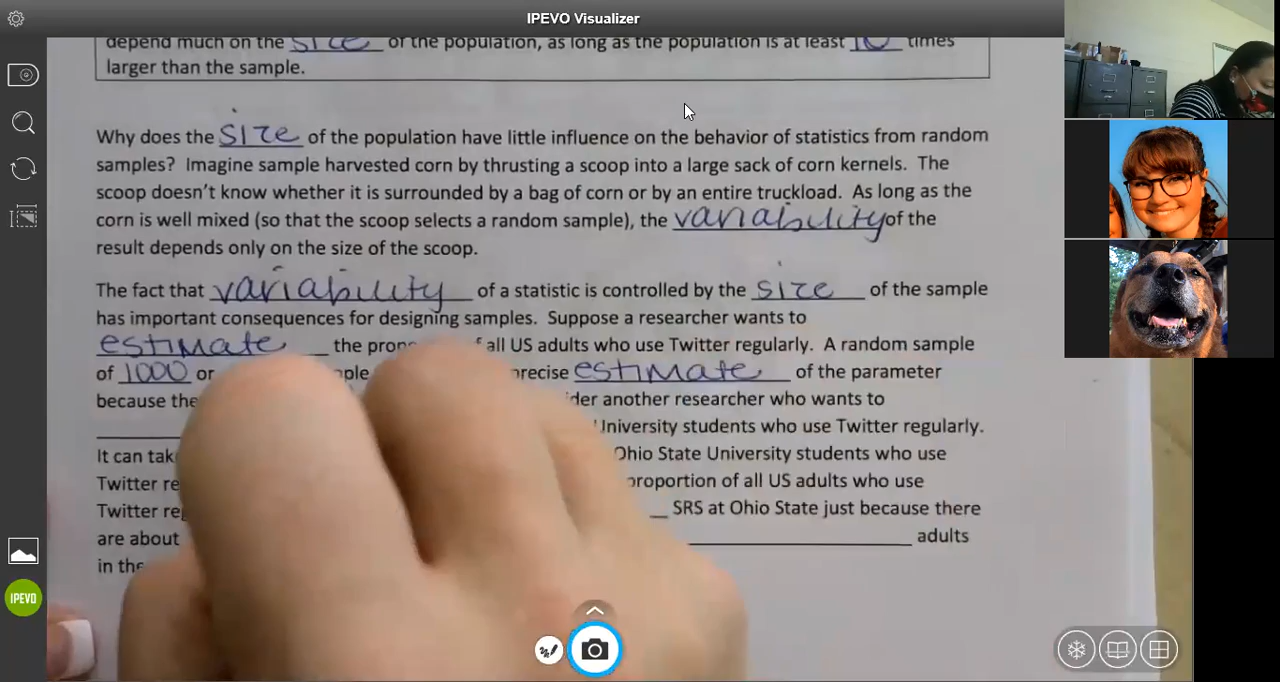 IPEVO Visualizer
depend much on the size of the population, as long as the population is at least 10 times
larger than the sample.
Why does the size of the population have little influence on the behavior of statistics from random
samples? Imagine sample harvested corn by thrusting a scoop into a large sack of corn kernels. The
scoop doesn't know whether it is surrounded by a bag of corn or by an entire truckload. As long as the
corn is well mixed (so that the scoop selects a random sample), the variability of the
result depends only on the size of the scoop.
The fact that variability of a statistic is controlled by the size of the sample
has important consequences for designing samples. Suppose a researcher wants to
estimate the of all US adults who use Twitter regularly. A random sample
of 1000 or precise estimate of the parameter
because the another researcher who wants to
University students who use Twitter regularly.
It can Ohio State University students who use
Twitter proportion of all US adults who use
Twitter SRS at Ohio State just because there
are about adults
in the
IPEVO